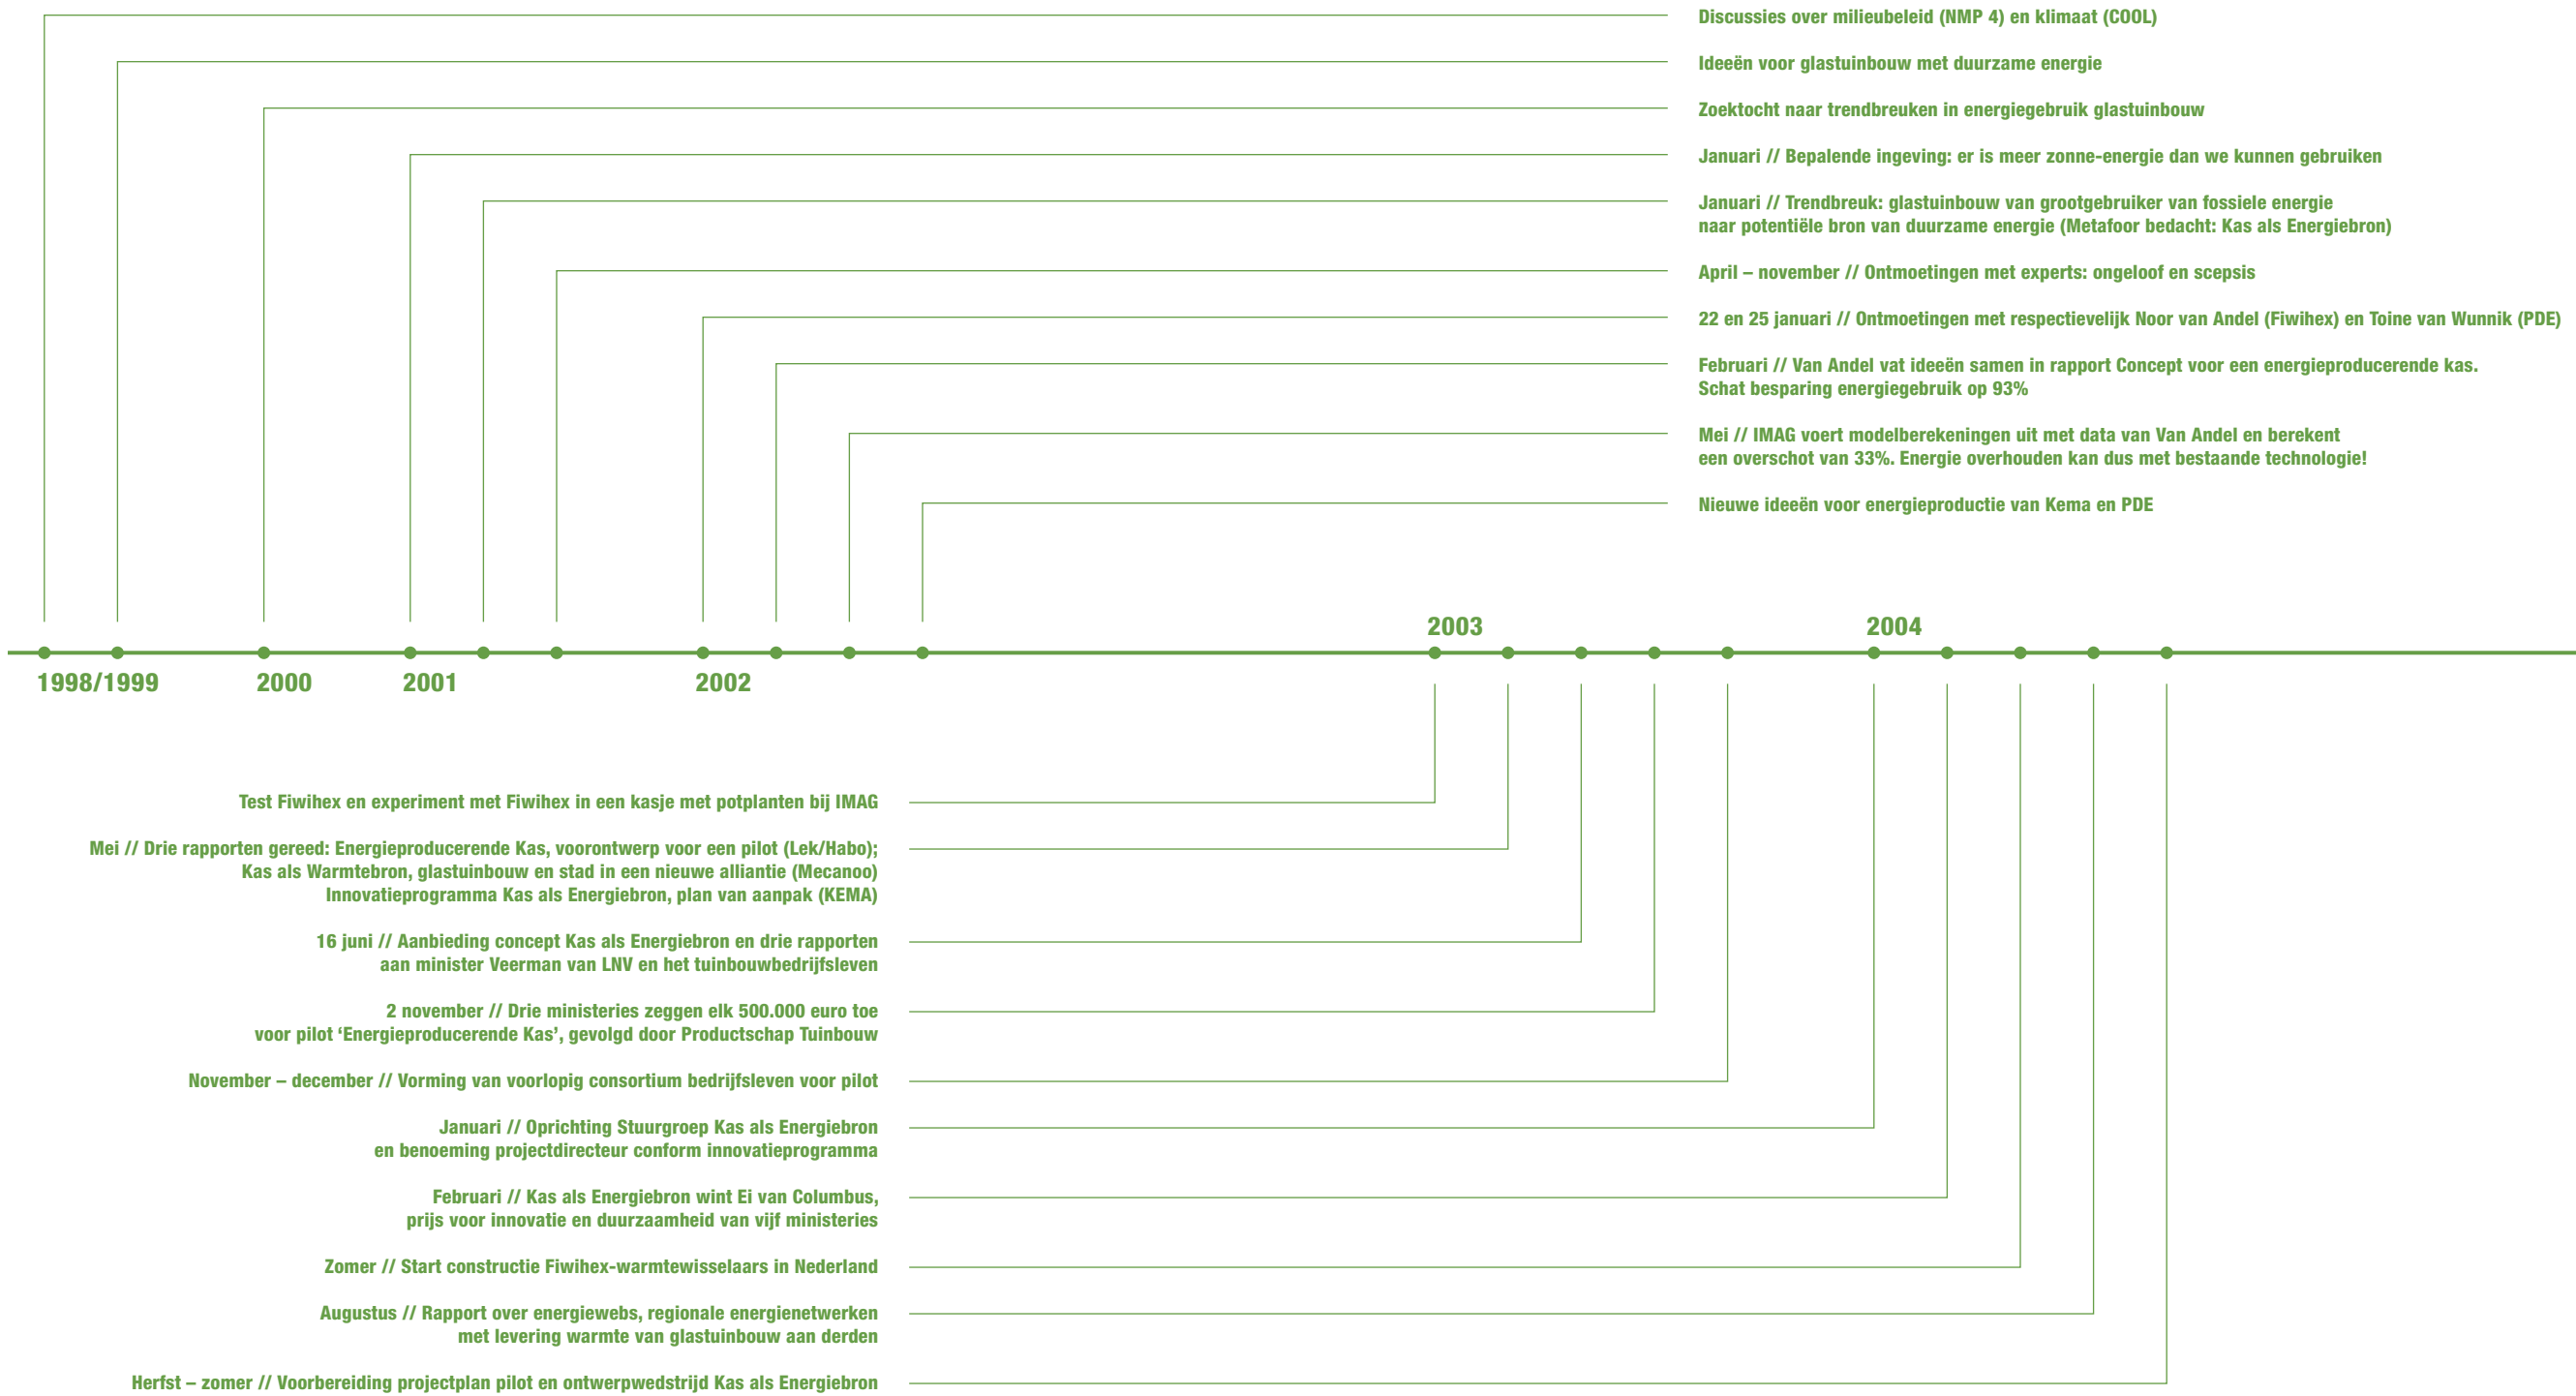 Discussies over milieubeleid (NMP 4) en klimaat (COOL)
Ideeën voor glastuinbouw met duurzame energie
Zoektocht naar trendbreuken in energiegebruik glastuinbouw
Januari // Bepalende ingeving: er is meer zonne-energie dan we kunnen gebruiken
Januari // Trendbreuk: glastuinbouw van grootgebruiker van fossiele energie
naar potentiële bron van duurzame energie (Metafoor bedacht: Kas als Energiebron)
April – november // Ontmoetingen met experts: ongeloof en scepsis
22 en 25 januari // Ontmoetingen met respectievelijk Noor van Andel (Fiwihex) en Toine van Wunnik (PDE)
Februari // Van Andel vat ideeën samen in rapport Concept voor een energieproducerende kas.
Schat besparing energiegebruik op 93%
Mei // IMAG voert modelberekeningen uit met data van Van Andel en berekent
een overschot van 33%. Energie overhouden kan dus met bestaande technologie!
Nieuwe ideeën voor energieproductie van Kema en PDE
2003
2004
1998/1999
2000
2001
2002
Test Fiwihex en experiment met Fiwihex in een kasje met potplanten bij IMAG
Mei // Drie rapporten gereed: Energieproducerende Kas, voorontwerp voor een pilot (Lek/Habo);
Kas als Warmtebron, glastuinbouw en stad in een nieuwe alliantie (Mecanoo)
Innovatieprogramma Kas als Energiebron, plan van aanpak (KEMA)
16 juni // Aanbieding concept Kas als Energiebron en drie rapporten
aan minister Veerman van LNV en het tuinbouwbedrijfsleven
2 november // Drie ministeries zeggen elk 500.000 euro toe
voor pilot ‘Energieproducerende Kas’, gevolgd door Productschap Tuinbouw
November – december // Vorming van voorlopig consortium bedrijfsleven voor pilot
Januari // Oprichting Stuurgroep Kas als Energiebron
en benoeming projectdirecteur conform innovatieprogramma
Februari // Kas als Energiebron wint Ei van Columbus,
prijs voor innovatie en duurzaamheid van vijf ministeries
Zomer // Start constructie Fiwihex-warmtewisselaars in Nederland
Augustus // Rapport over energiewebs, regionale energienetwerken
met levering warmte van glastuinbouw aan derden
Herfst – zomer // Voorbereiding projectplan pilot en ontwerpwedstrijd Kas als Energiebron